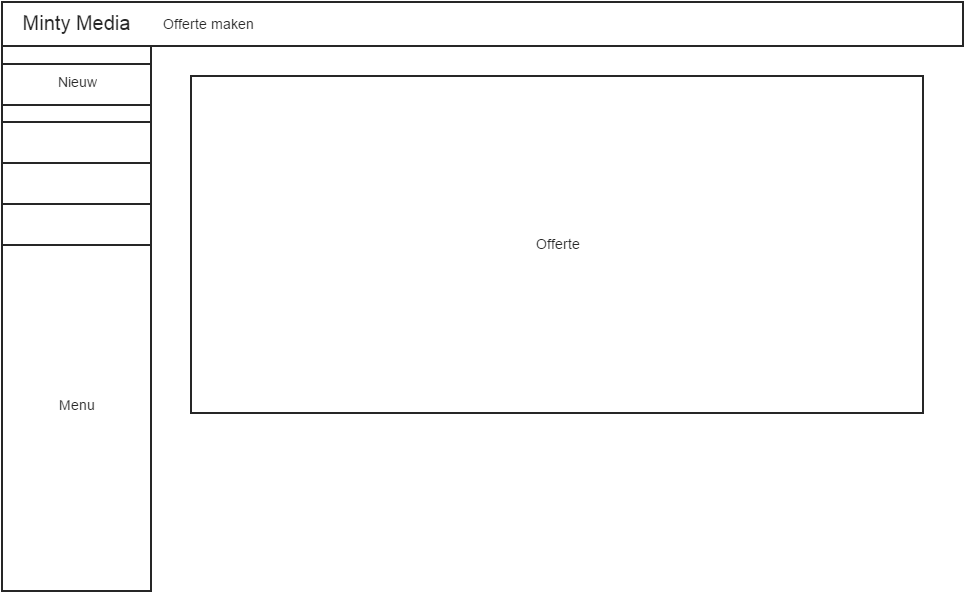 Minty Media
Offerte maken
Nieuw
Offerte
Menu